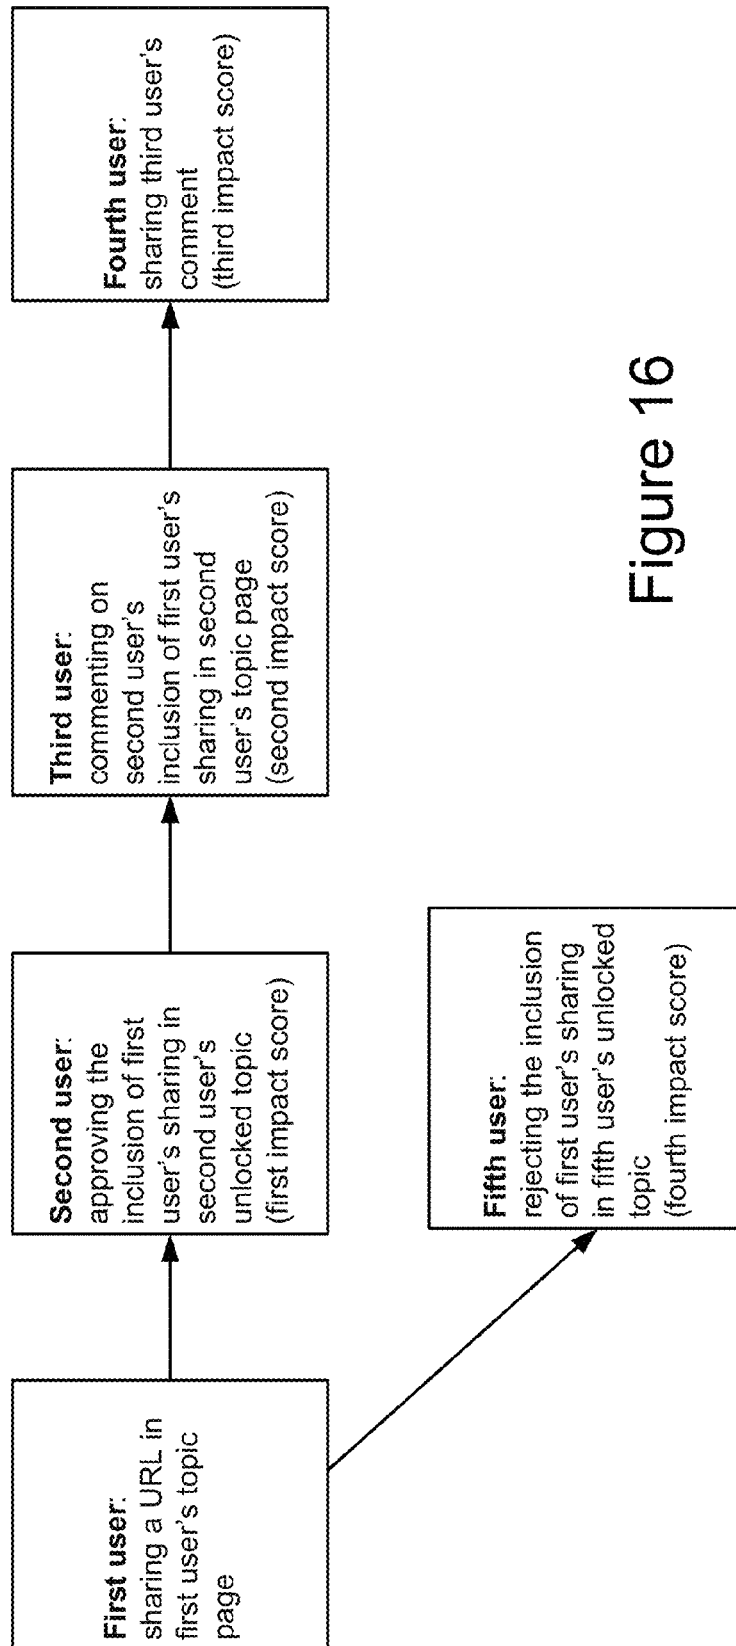 First user:
sharing a URL in
first user's topic
page
Second user:
approving the
inclusion of first
user's sharing in
second user's
unlocked topic
(first impact score)
Third user:
commenting on
second user's
inclusion of first user's
sharing in second
user's topic page
(second impact score)
Fourth user:
sharing third user's
comment
(third impact score)
Fifth user:
rejecting the inclusion
of first user's sharing
in fifth user's unlocked
topic
(fourth impact score)
Figure 16